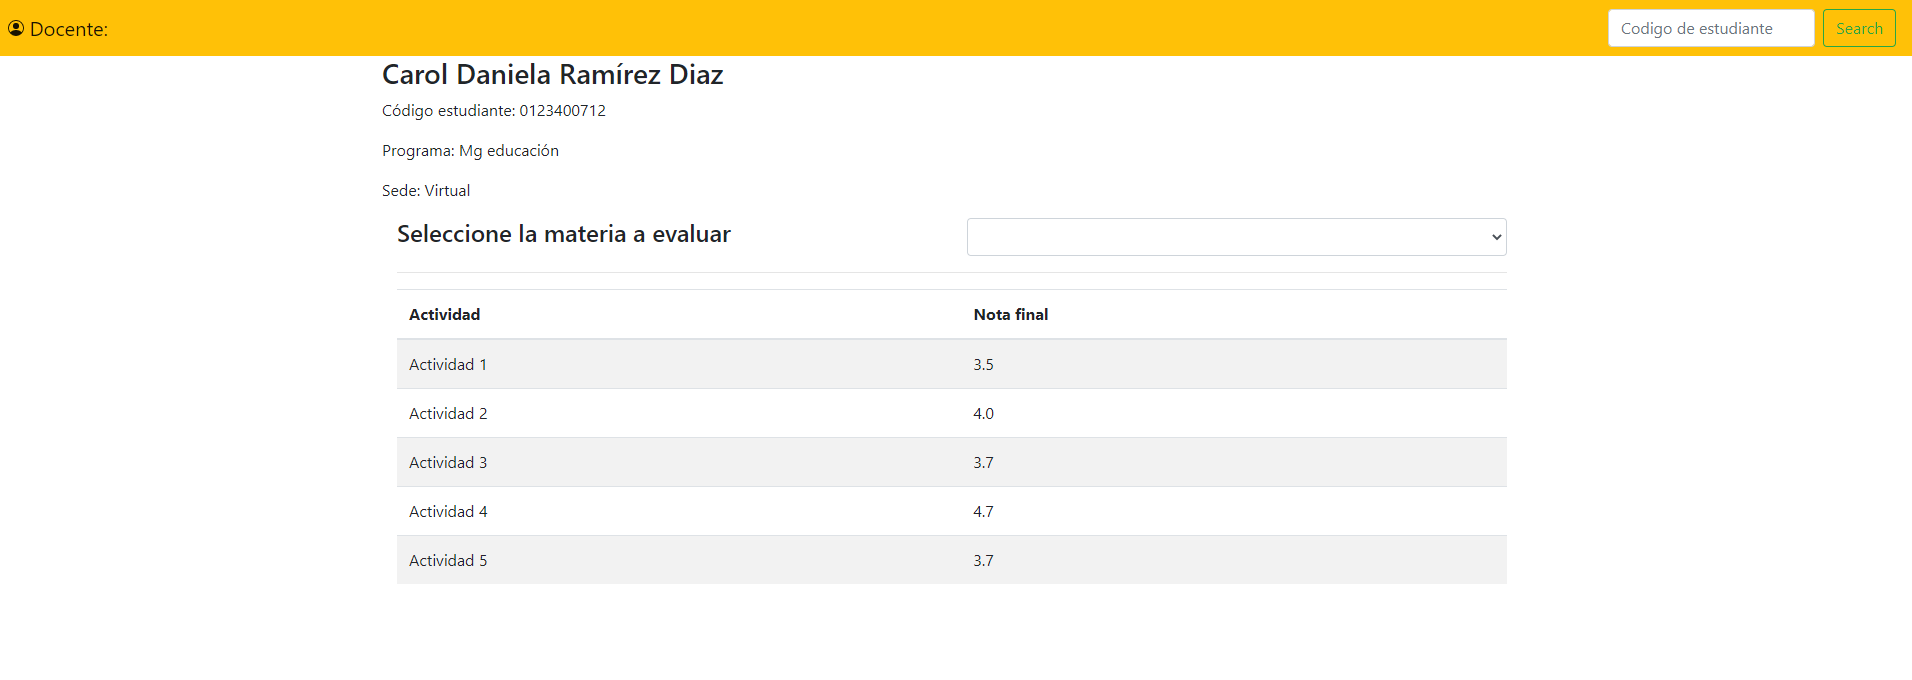 Docente:
Codigo de estudiante Search
Carol Daniela Ramírez Diaz
Código estudiante: 0123400712
Programa: Mg educación
Sede: Virtual
Seleccione la materia a evaluar
Actividad Nota final
Actividad 1 3.5
Actividad 2 4.0
Actividad 3 3.7
Actividad 4 4.7
Actividad 5 3.7